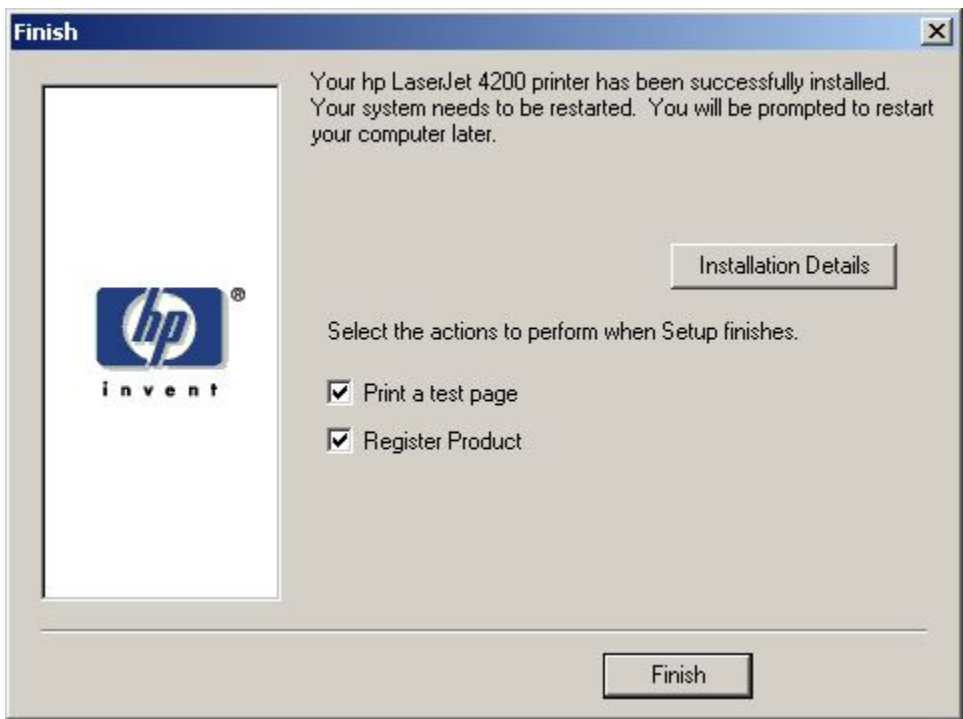 Finish
Your hp LaserJet 4200 printer has been successfully installed.
Your system needs to be restarted.  You will be prompted to restart
your computer later.
Installation Details
hp ®
invent
Select the actions to perform when Setup finishes.
Print a test page
Register Product
Finish